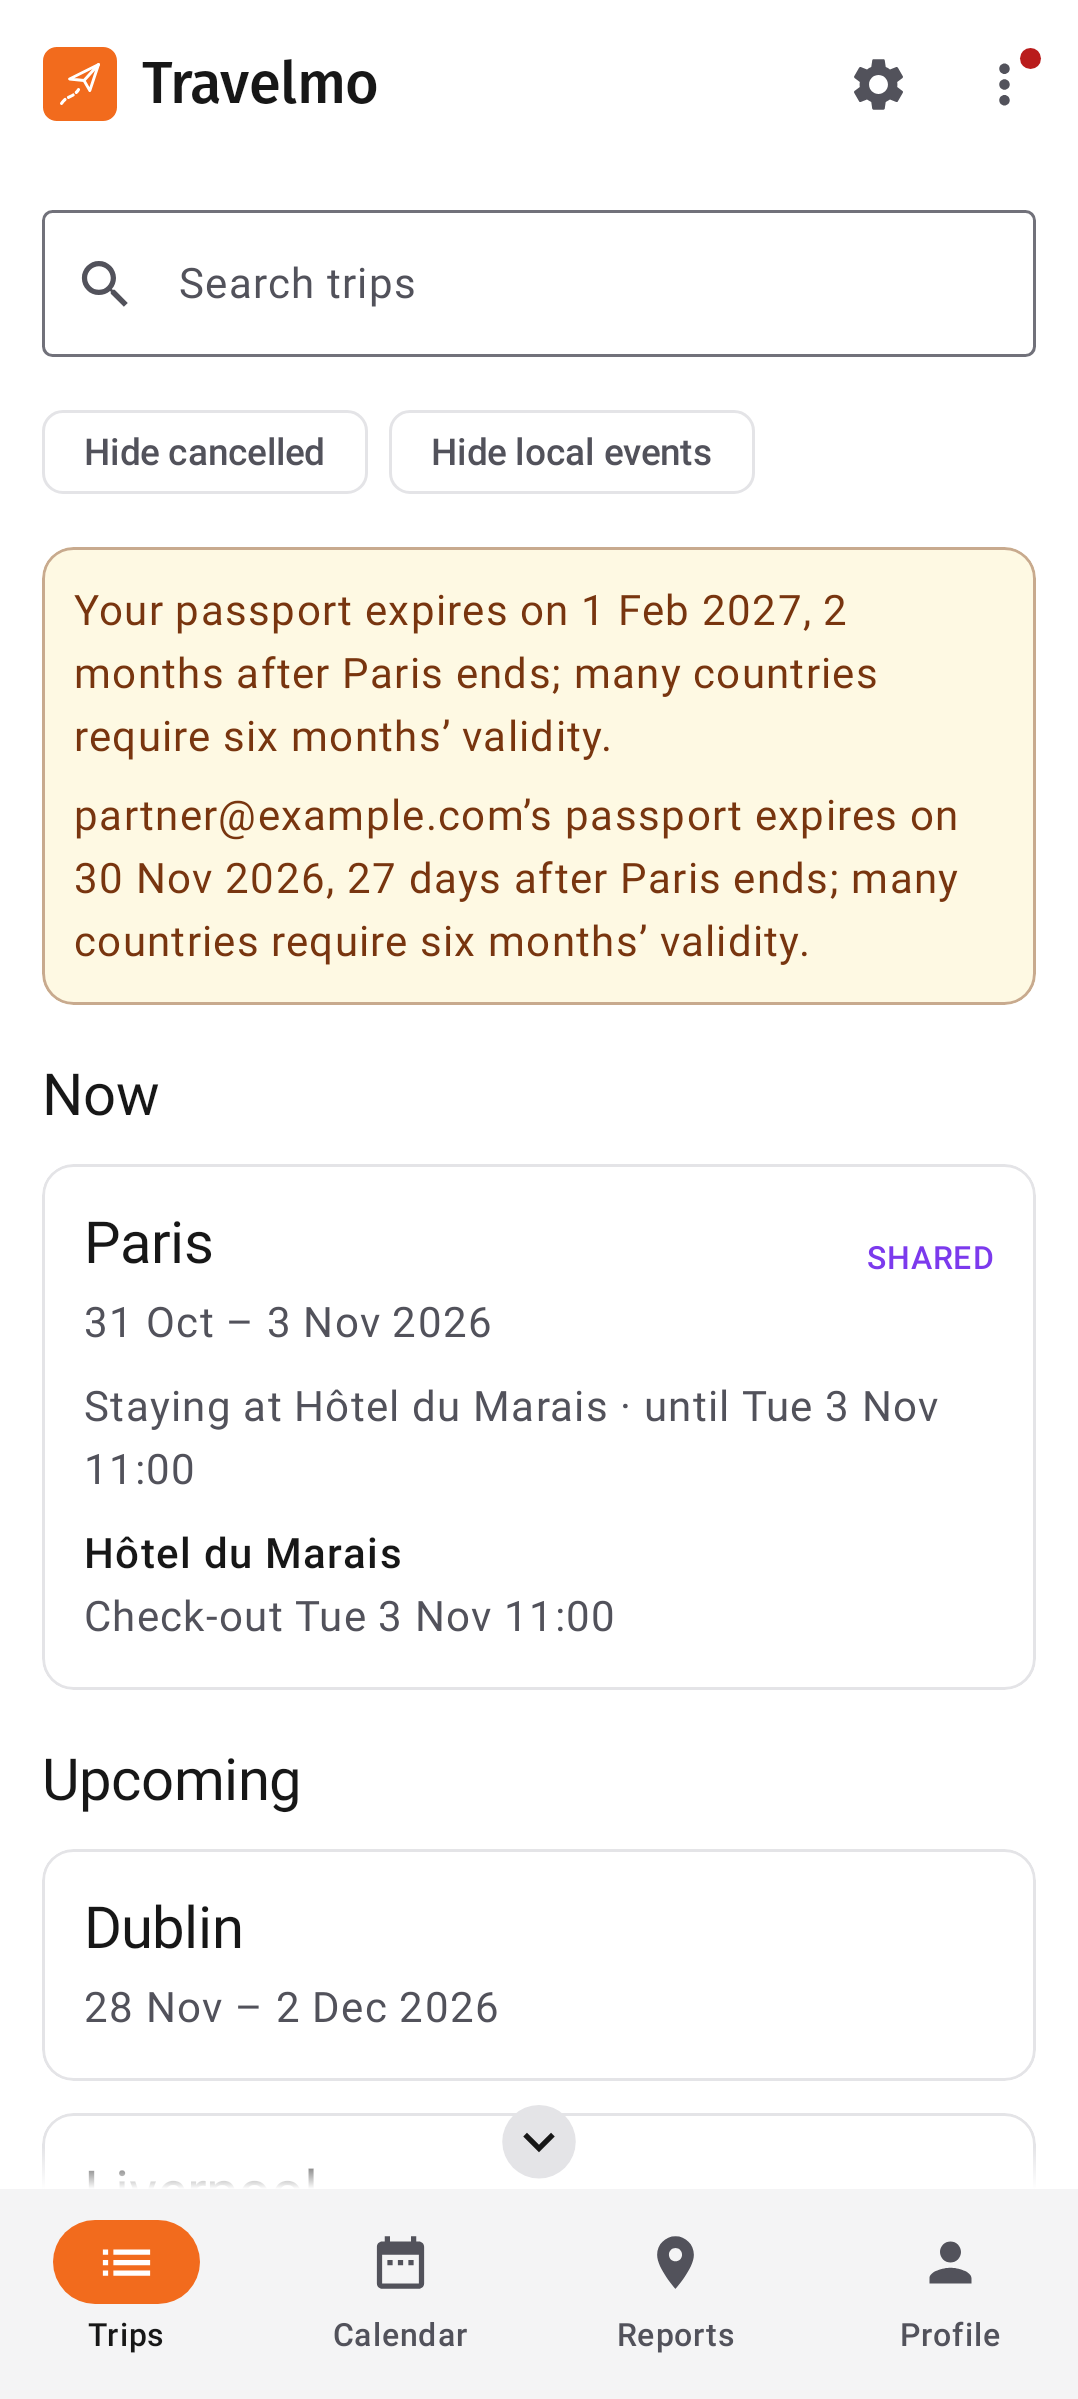 Travelmo
Search trips
Hide cancelled
Hide local events
Your passport expires on 1 Feb 2027, 2
months after Paris ends; many countries
require six months’ validity.
partner@example.com’s passport expires on
30 Nov 2026, 27 days after Paris ends; many
countries require six months’ validity.
Now
Paris
SHARED
31 Oct – 3 Nov 2026
Staying at Hôtel du Marais · until Tue 3 Nov
11:00
Hôtel du Marais
Check-out Tue 3 Nov 11:00
Upcoming
Dublin
28 Nov – 2 Dec 2026
Liverpool
Trips
Calendar
Reports
Profile